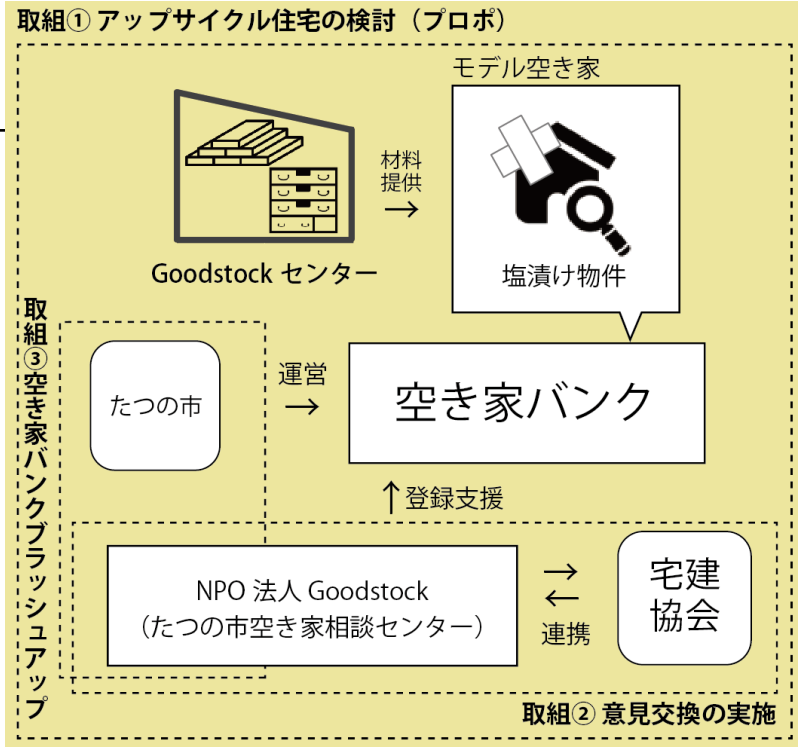 取組① アップサイクル住宅の検討（プロポ）
モデル空き家
材料
提供
→
Goodstock センター
塩漬け物件
取組③空き家バンクブラッシュアップ
たつの市
運営
→
空き家バンク
↑登録支援
NPO 法人 Goodstock
（たつの市空き家相談センター）
→
←
連携
宅建
協会
取組② 意見交換の実施